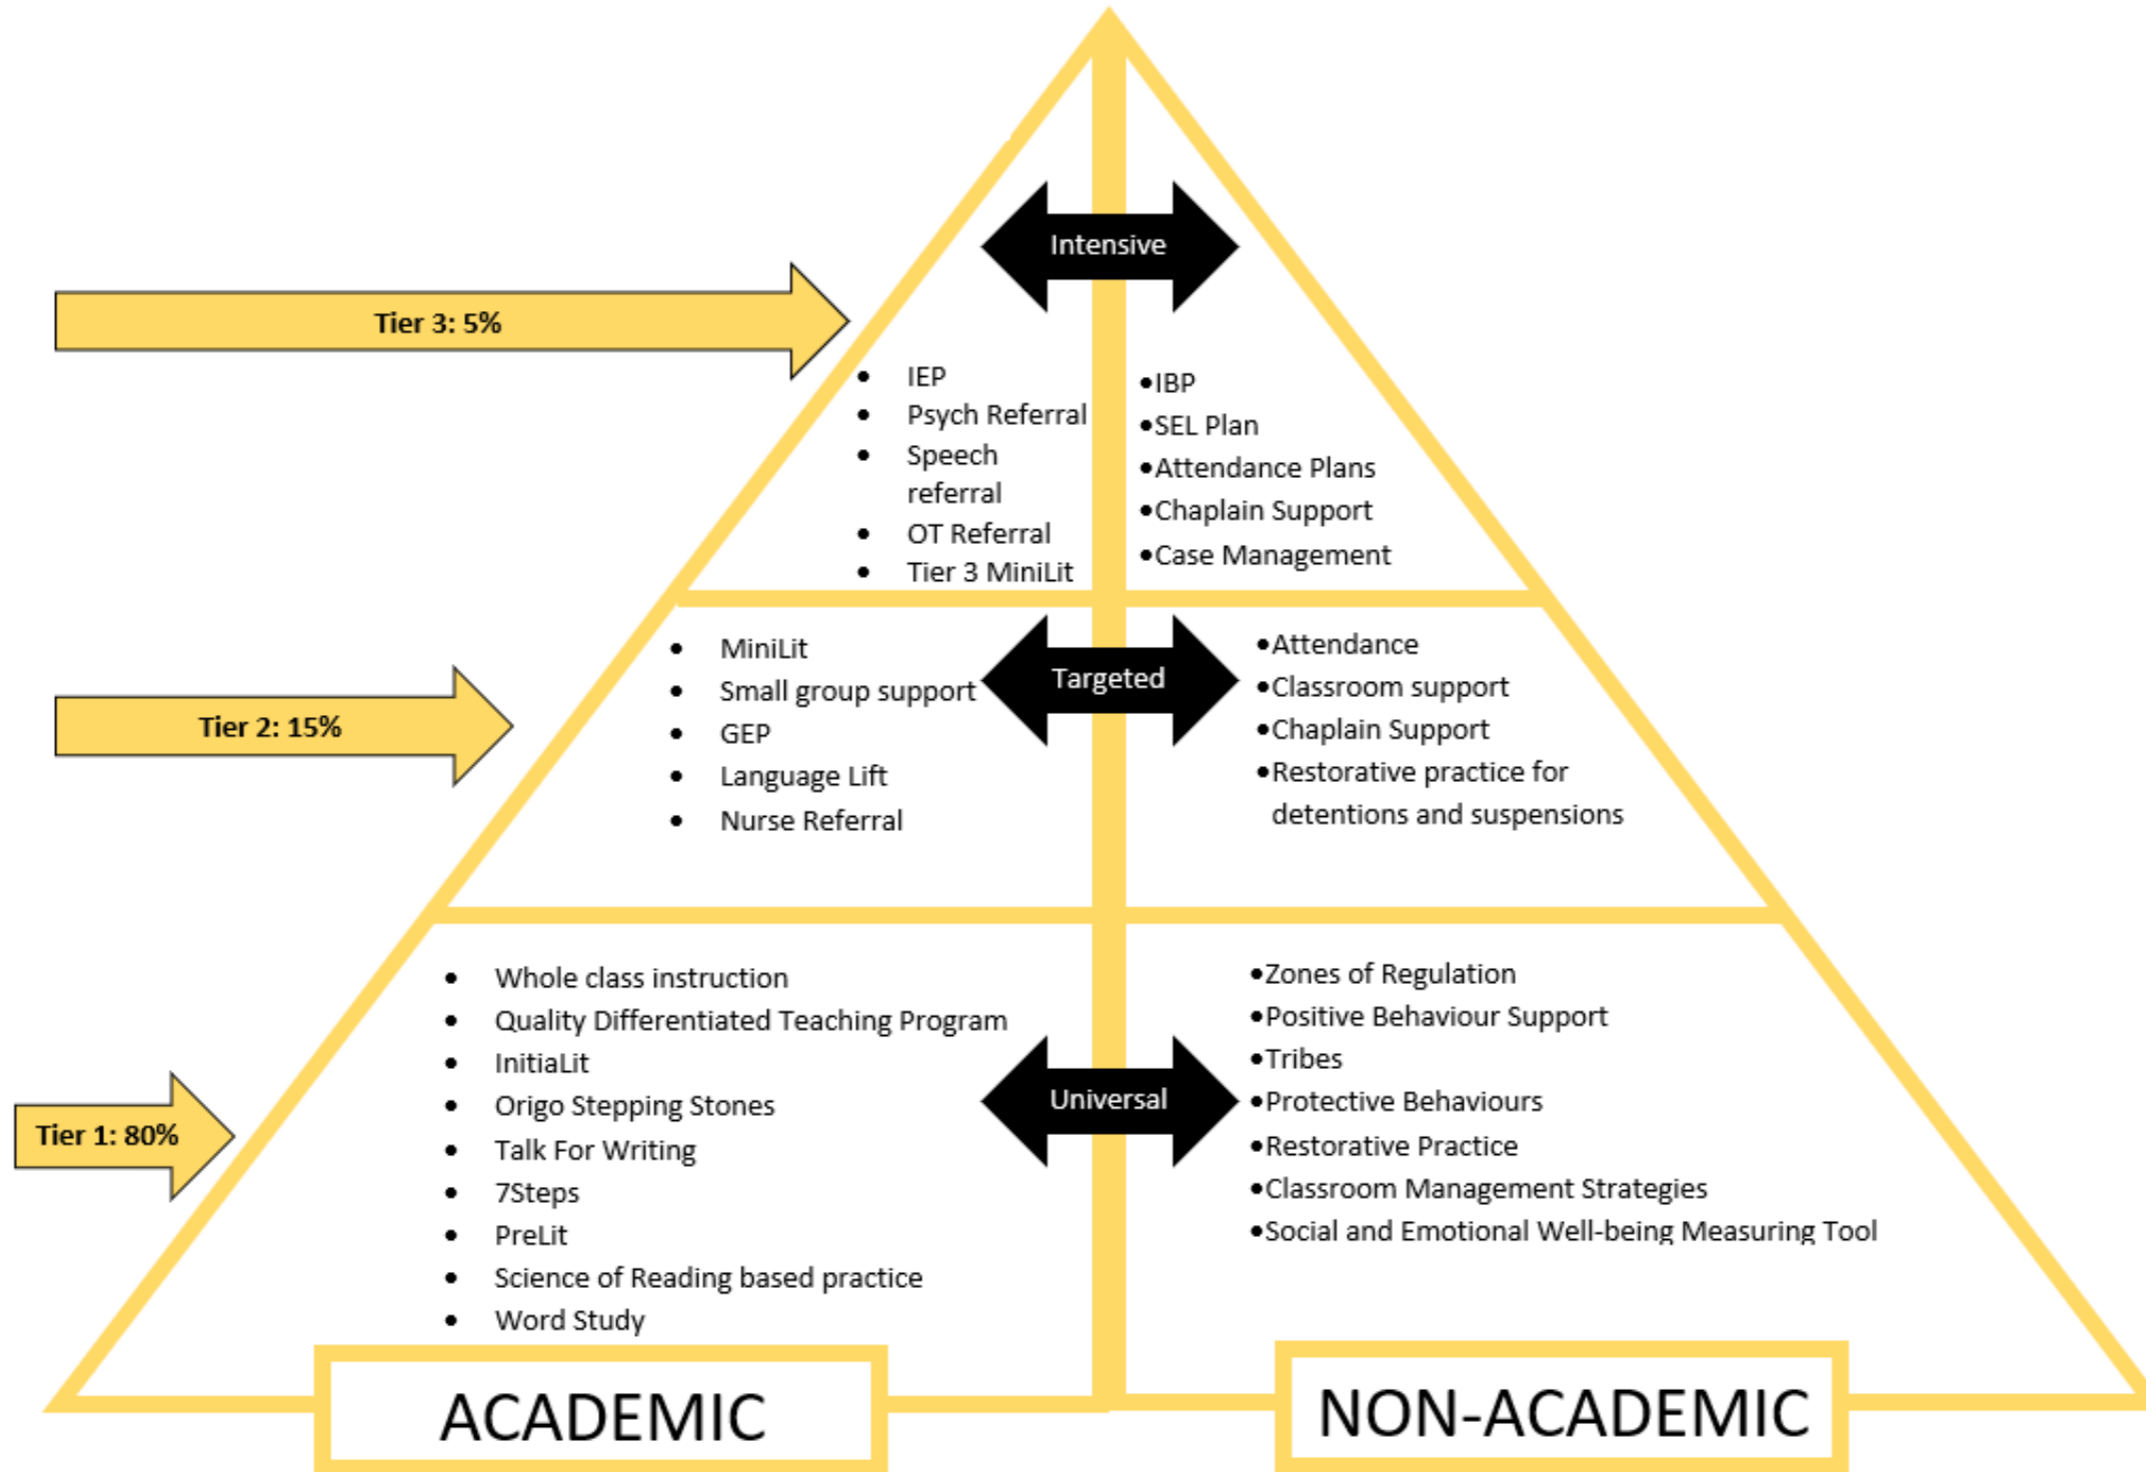 Intensive
Tier 3: 5%
• IEP
• Psych Referral
• Speech
referral
• OT Referral
• Tier 3 MiniLit
•IBP
•SEL Plan
•Attendance Plans
•Chaplain Support
•Case Management
Targeted
Tier 2: 15%
• MiniLit
• Small group support
• GEP
• Language Lift
• Nurse Referral
•Attendance
•Classroom support
•Chaplain Support
•Restorative practice for
detentions and suspensions
Universal
Tier 1: 80%
• Whole class instruction
• Quality Differentiated Teaching Program
• InitiaLit
• Origo Stepping Stones
• Talk For Writing
• 7Steps
• PreLit
• Science of Reading based practice
• Word Study
•Zones of Regulation
•Positive Behaviour Support
•Tribes
•Protective Behaviours
•Restorative Practice
•Classroom Management Strategies
•Social and Emotional Well-being Measuring Tool
ACADEMIC
NON-ACADEMIC